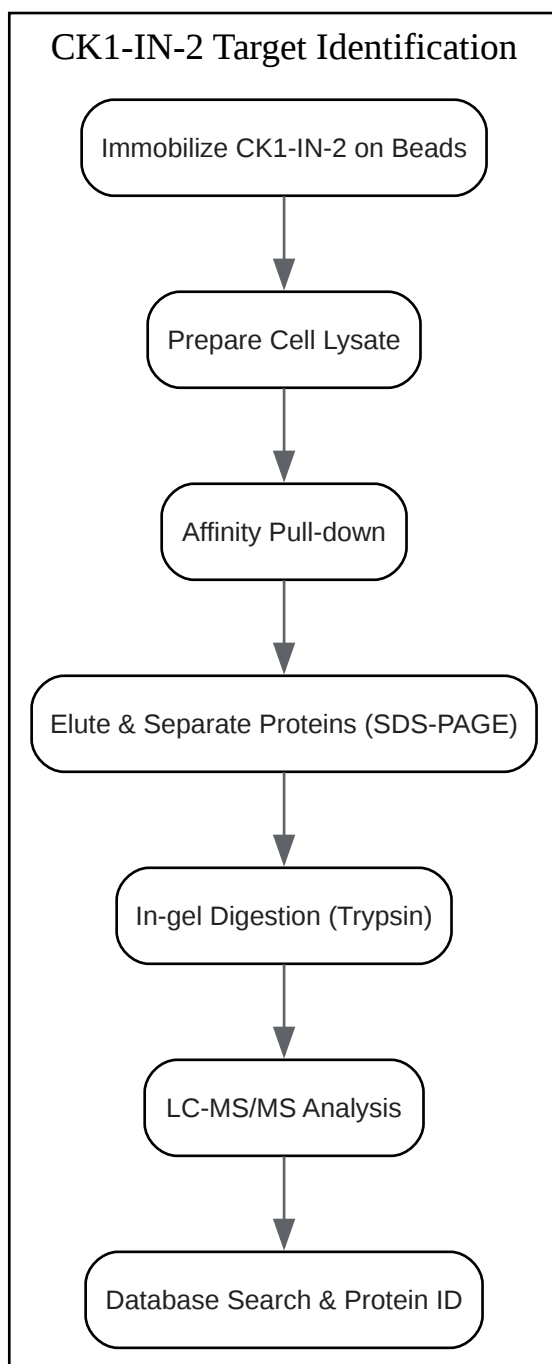 CK1-IN-2 Target Identification
Immobilize CK1-IN-2 on Beads
Prepare Cell Lysate
Affinity Pull-down
Elute & Separate Proteins (SDS-PAGE)
In-gel Digestion (Trypsin)
LC-MS/MS Analysis
Database Search & Protein ID